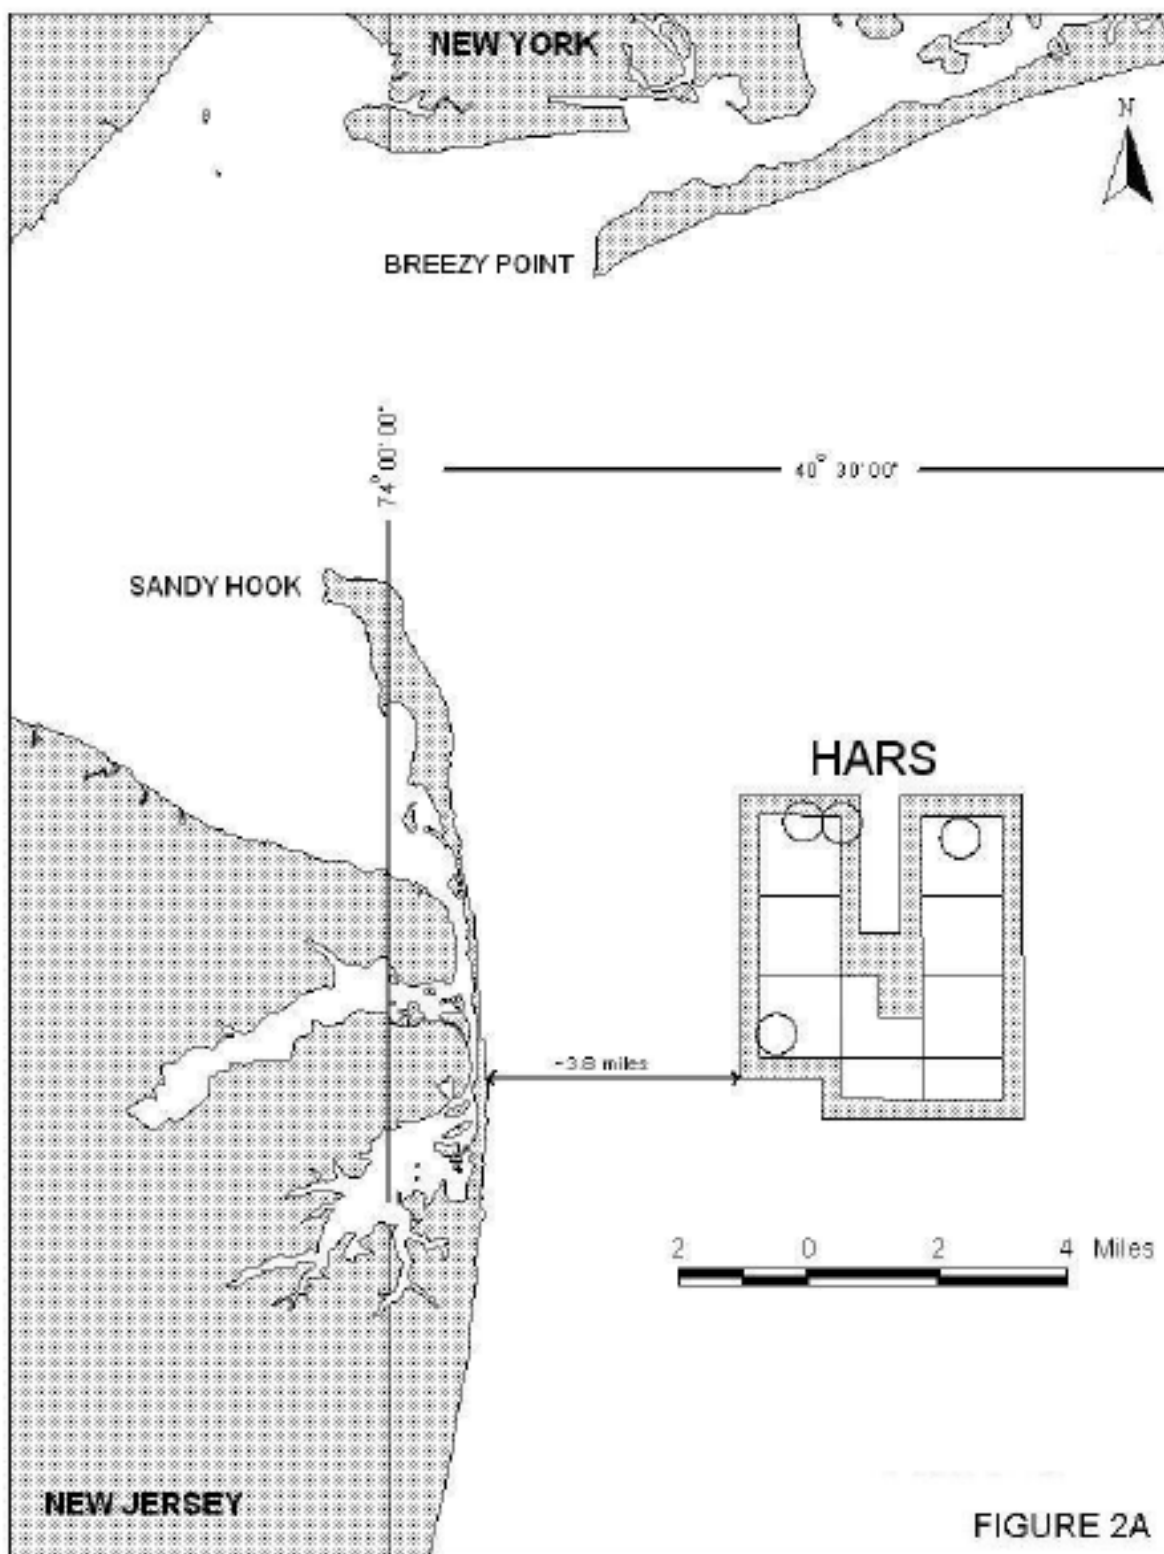 NEW YORK
N
BREEZY POINT
74° 00' 00"
40° 30' 00"
SANDY HOOK
HARS
~3.8 miles
2 0 2 4 Miles
NEW JERSEY
FIGURE 2A